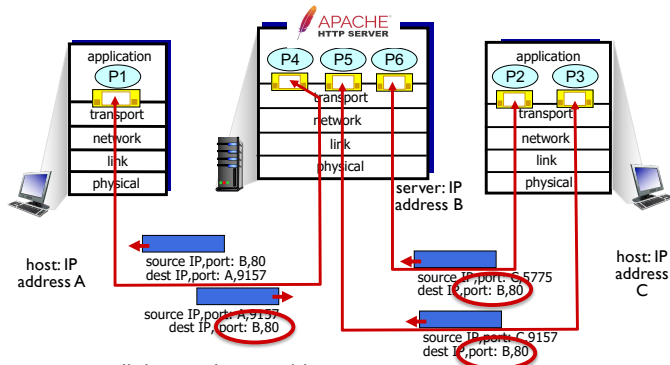 APACHE
HTTP SERVER
application
P1
transport
network
link
physical
P4 P5 P6
transport
network
link
physical
application
P2 P3
transport
network
link
physical
server: IP
address B
host: IP
address A
source IP,port: B,80
dest IP,port: A,9157
source IP,port: A,9157
dest IP, port: B,80
source IP,port: C,5775
dest IP,port: B,80
source IP,port: C,9157
dest IP,port: B,80
host: IP
address
C